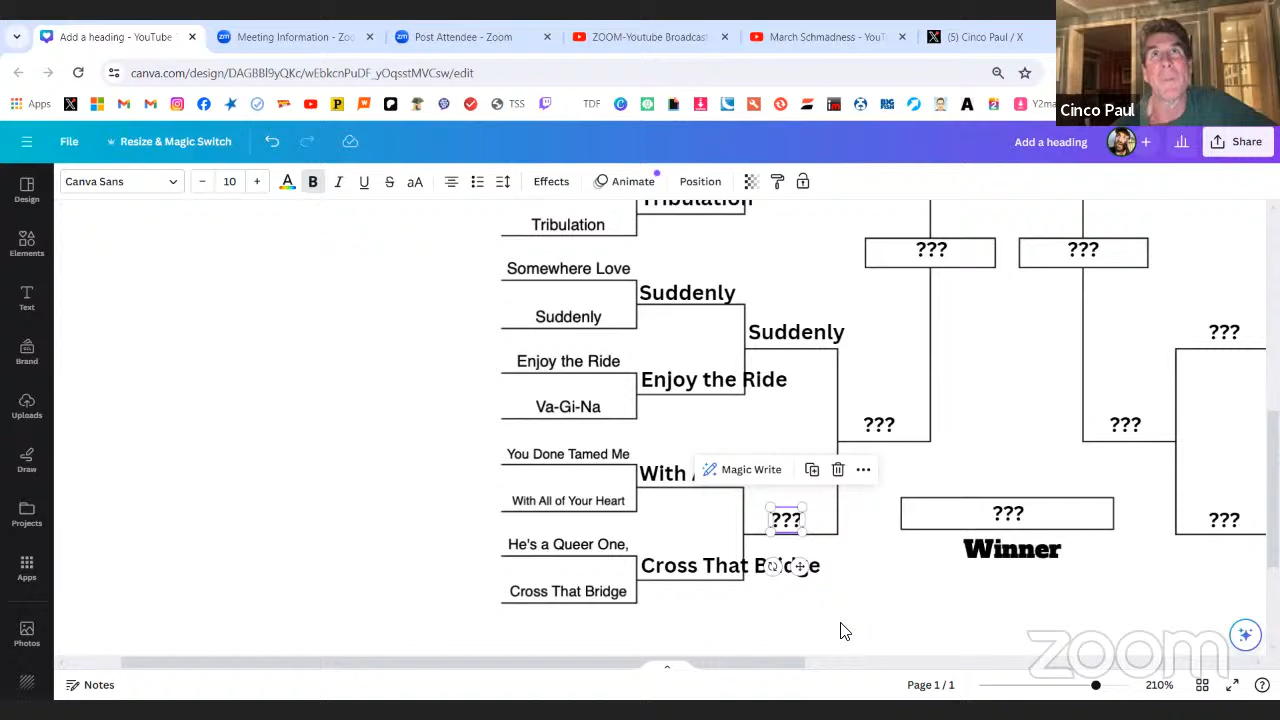 Add a heading - YouTube
Meeting Information - Zoo
Post Attendee - Zoom
ZOOM-Youtube Broadcast
March Schmadness - YouT
(5) Cinco Paul / X
canva.com/design/DAGBBl9yQKc/wEbkcnPuDF_yOqsstMVCsw/edit
Cinco Paul
Apps
TSS
TDF
Y2ma
File
Resize & Magic Switch
Add a heading
Share
Canva Sans
10
B
I
U
S
aA
Effects
Animate
Position
Design
Elements
Text
Brand
Uploads
Draw
Projects
Apps
Photos
Tribulation
Tribulation
???
???
Somewhere Love
Suddenly
Suddenly
Suddenly
???
Enjoy the Ride
Enjoy the Ride
Va-Gi-Na
???
???
You Done Tamed Me
With
Magic Write
With All of Your Heart
???
???
???
Winner
He's a Queer One,
Cross That Bridge
Cross That Bridge
zoom
Notes
Page 1 / 1
210%